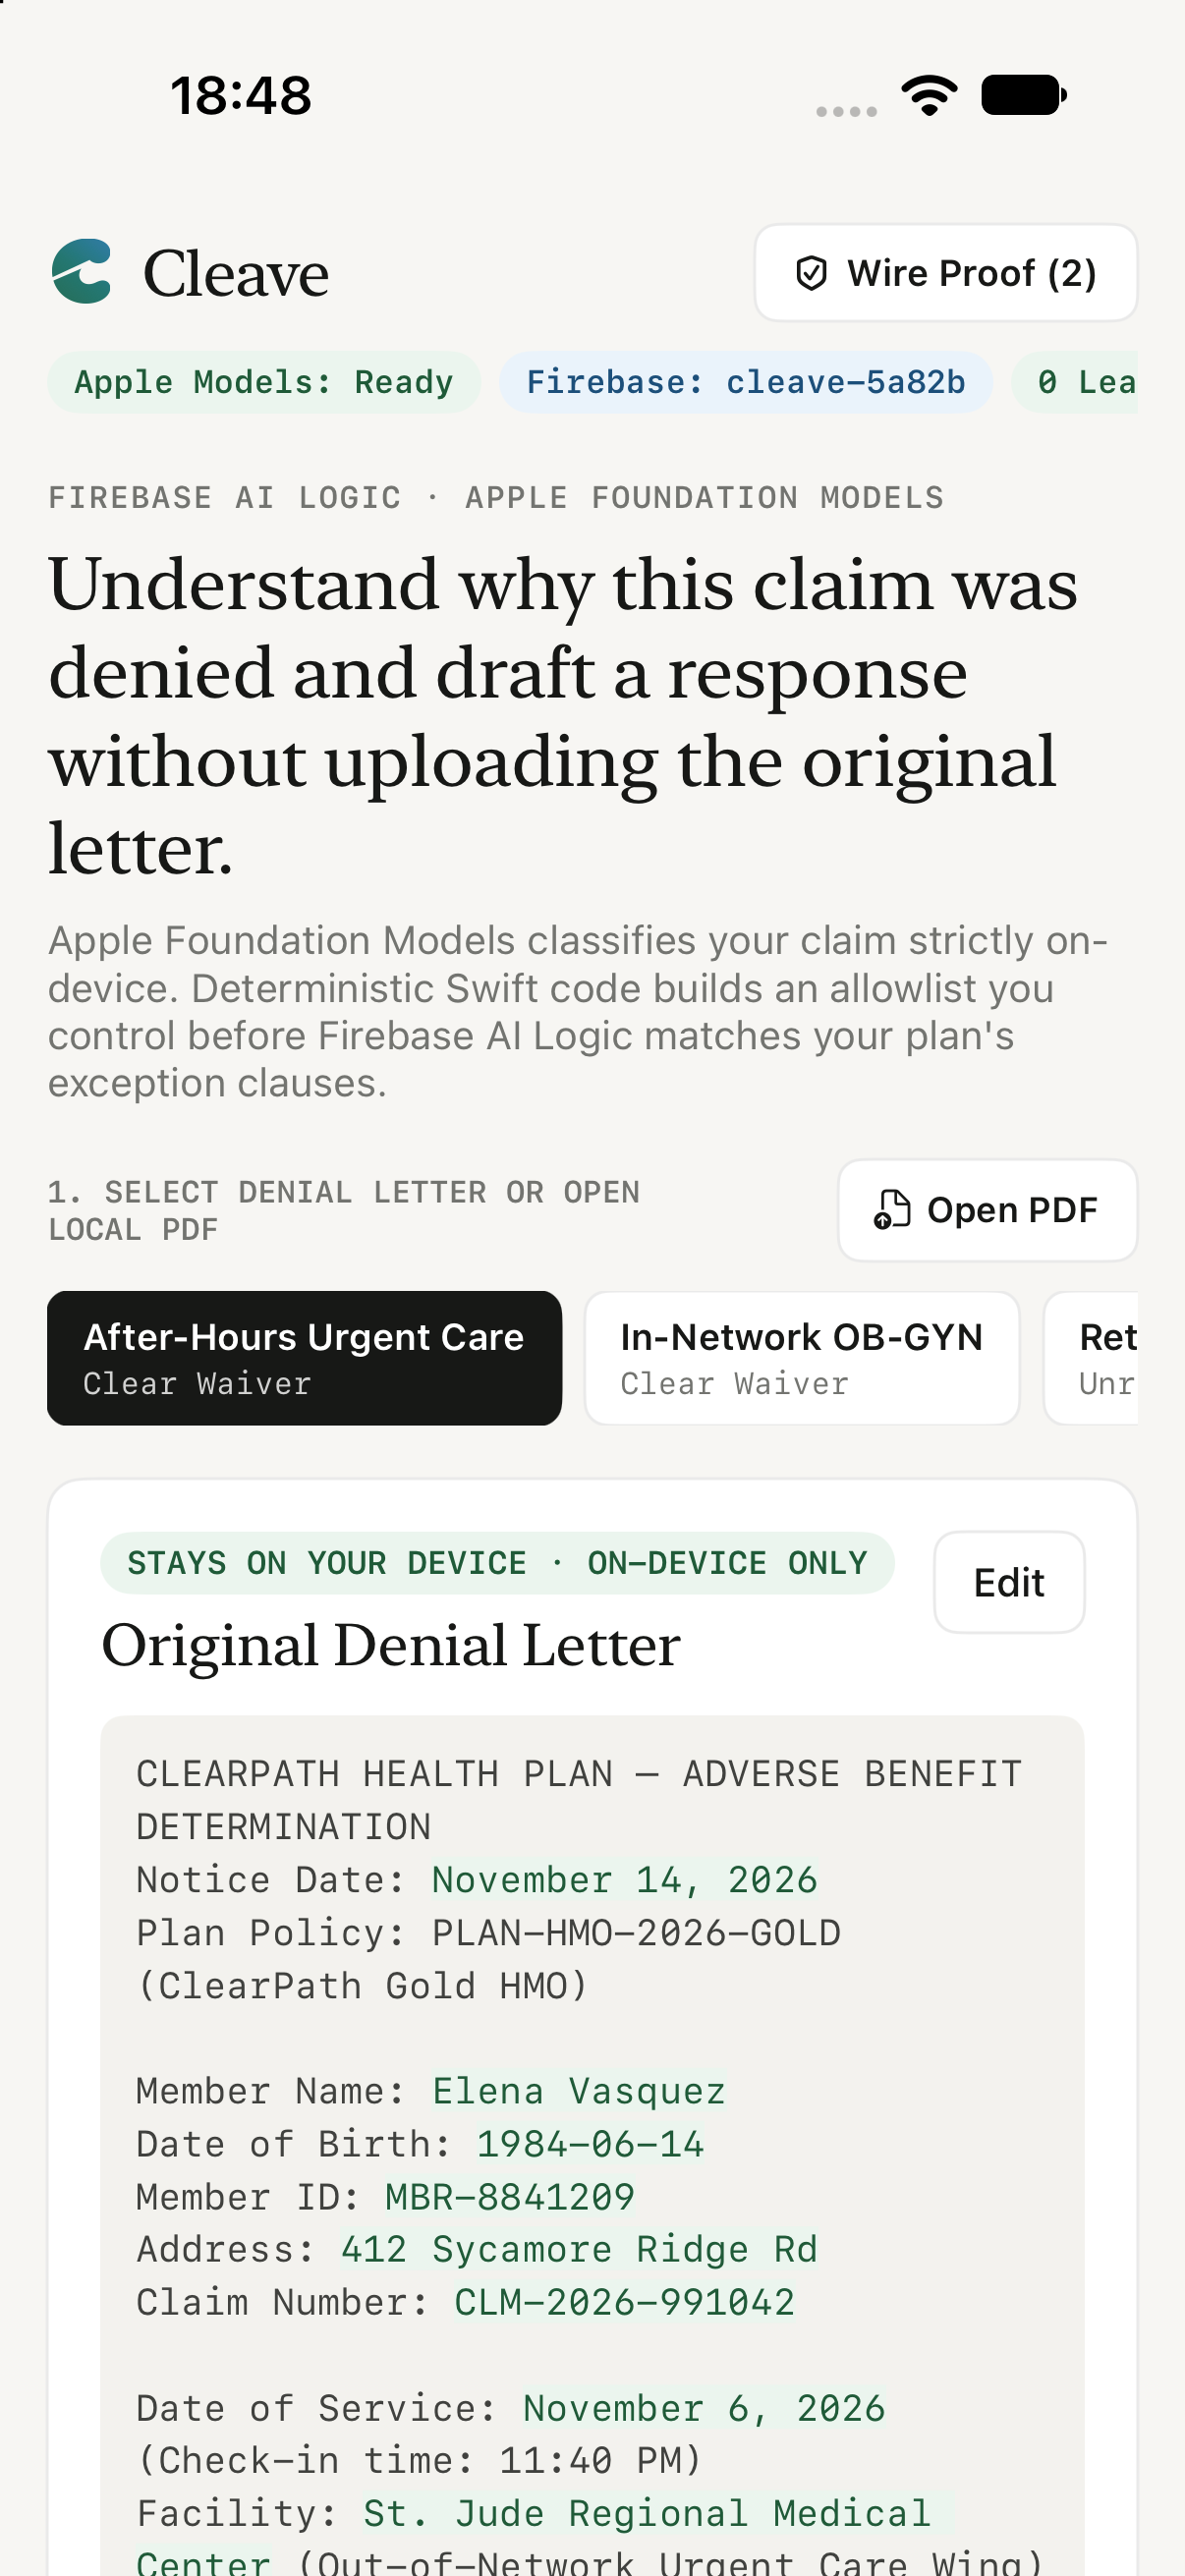 18:48
Cleave
Wire Proof (2)
Apple Models: Ready
Firebase: cleave-5a82b
0 Lea
FIREBASE AI LOGIC · APPLE FOUNDATION MODELS
Understand why this claim was
denied and draft a response
without uploading the original
letter.
Apple Foundation Models classifies your claim strictly on-
device. Deterministic Swift code builds an allowlist you
control before Firebase AI Logic matches your plan's
exception clauses.
1. SELECT DENIAL LETTER OR OPEN
LOCAL PDF
Open PDF
After-Hours Urgent Care
Clear Waiver
In-Network OB-GYN
Clear Waiver
Ret
Unr
STAYS ON YOUR DEVICE · ON-DEVICE ONLY
Edit
Original Denial Letter
CLEARPATH HEALTH PLAN — ADVERSE BENEFIT
DETERMINATION
Notice Date: November 14, 2026
Plan Policy: PLAN-HMO-2026-GOLD
(ClearPath Gold HMO)
Member Name: Elena Vasquez
Date of Birth: 1984-06-14
Member ID: MBR-8841209
Address: 412 Sycamore Ridge Rd
Claim Number: CLM-2026-991042
Date of Service: November 6, 2026
(Check-in time: 11:40 PM)
Facility: St. Jude Regional Medical
Center (Out-of-Network Urgent Care Wing)